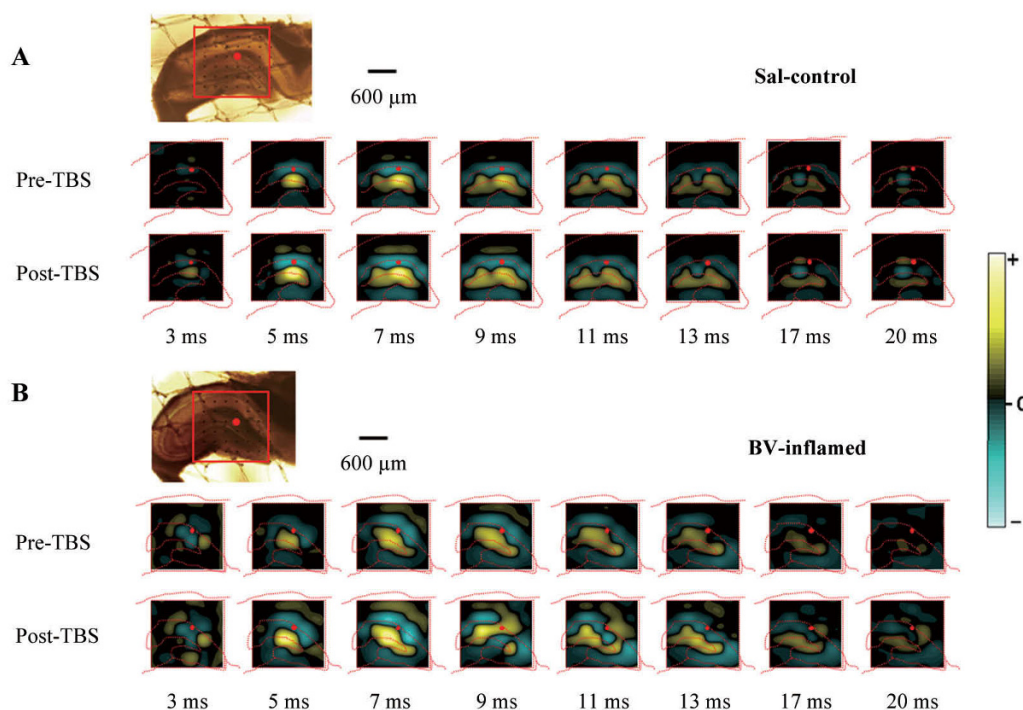 A
600 µm
Sal-control
Pre-TBS
Post-TBS
3 ms 5 ms 7 ms 9 ms 11 ms 13 ms 17 ms 20 ms
B
600 µm
BV-inflamed
Pre-TBS
Post-TBS
3 ms 5 ms 7 ms 9 ms 11 ms 13 ms 17 ms 20 ms
+
0
-